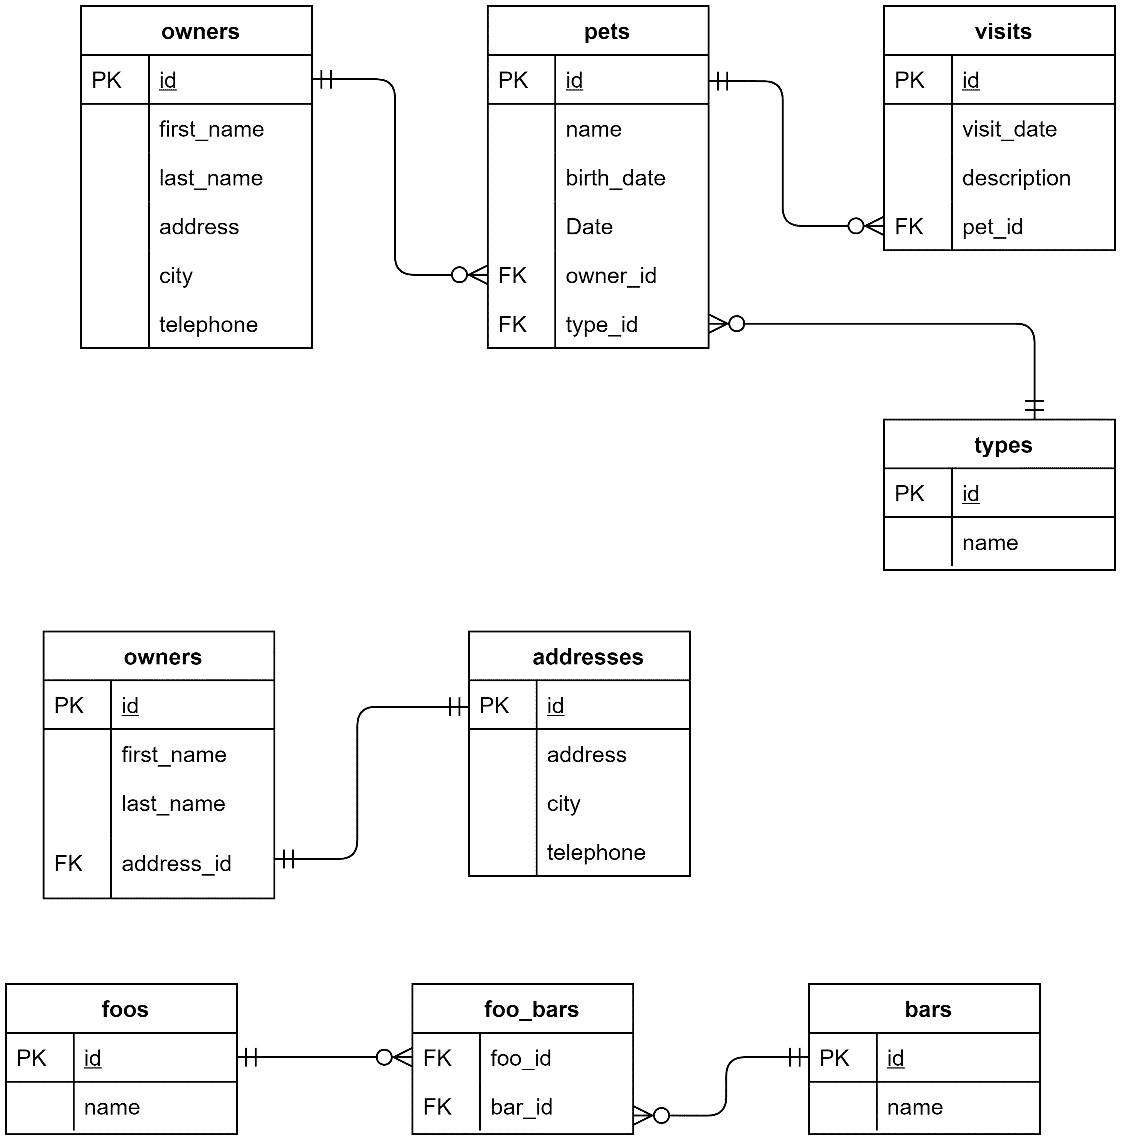 owners
PK id
first_name
last_name
address
city
telephone
pets
PK id
name
birth_date
Date
FK owner_id
FK type_id
visits
PK id
visit_date
description
FK pet_id
types
PK id
name
owners
PK id
first_name
last_name
FK address_id
addresses
PK id
address
city
telephone
foos
PK id
name
foo_bars
FK foo_id
FK bar_id
bars
PK id
name